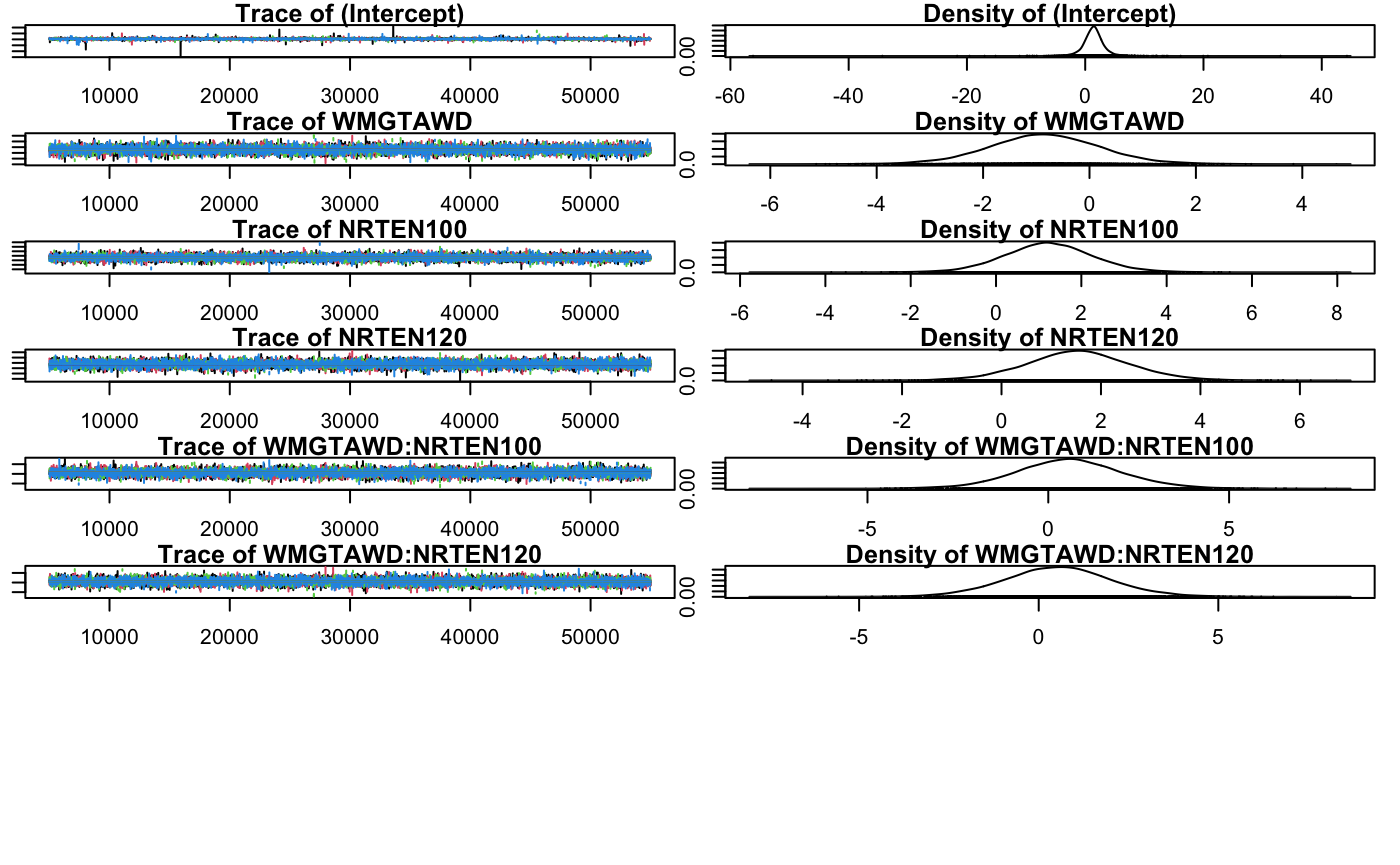 Trace of (Intercept) Density of (Intercept)
0.00
10000 20000 30000 40000 50000 -60 -40 -20 0 20 40
Trace of WMGTAWD Density of WMGTAWD
0.0
10000 20000 30000 40000 50000 -6 -4 -2 0 2 4
Trace of NRTEN100 Density of NRTEN100
0.0
10000 20000 30000 40000 50000 -6 -4 -2 0 2 4 6 8
Trace of NRTEN120 Density of NRTEN120
0.0
10000 20000 30000 40000 50000 -4 -2 0 2 4 6
Trace of WMGTAWD:NRTEN100 Density of WMGTAWD:NRTEN100
0.00
10000 20000 30000 40000 50000 -5 0 5
Trace of WMGTAWD:NRTEN120 Density of WMGTAWD:NRTEN120
0.00
10000 20000 30000 40000 50000 -5 0 5